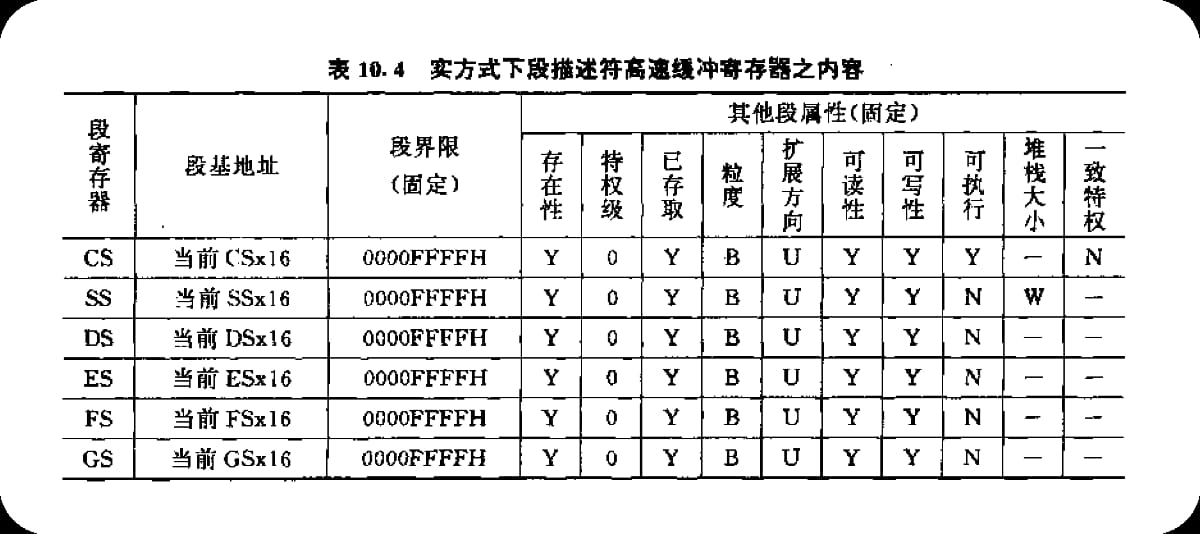 表 10.4 实方式下段描述符高速缓冲寄存器之内容
段寄存器 段基地址 段界限(固定) 其他段属性(固定)
存在性 特权级 已存取 粒度 扩展方向 可读性 可写性 可执行 堆栈大小 一致特权
CS 当前 CSx16 0000FFFFH Y 0 Y B U Y Y Y — N
SS 当前 SSx16 0000FFFFH Y 0 Y B U Y Y N W —
DS 当前 DSx16 0000FFFFH Y 0 Y B U Y Y N — —
ES 当前 ESx16 0000FFFFH Y 0 Y B U Y Y N — —
FS 当前 FSx16 0000FFFFH Y 0 Y B U Y Y N — —
GS 当前 GSx16 0000FFFFH Y 0 Y B U Y Y N — —